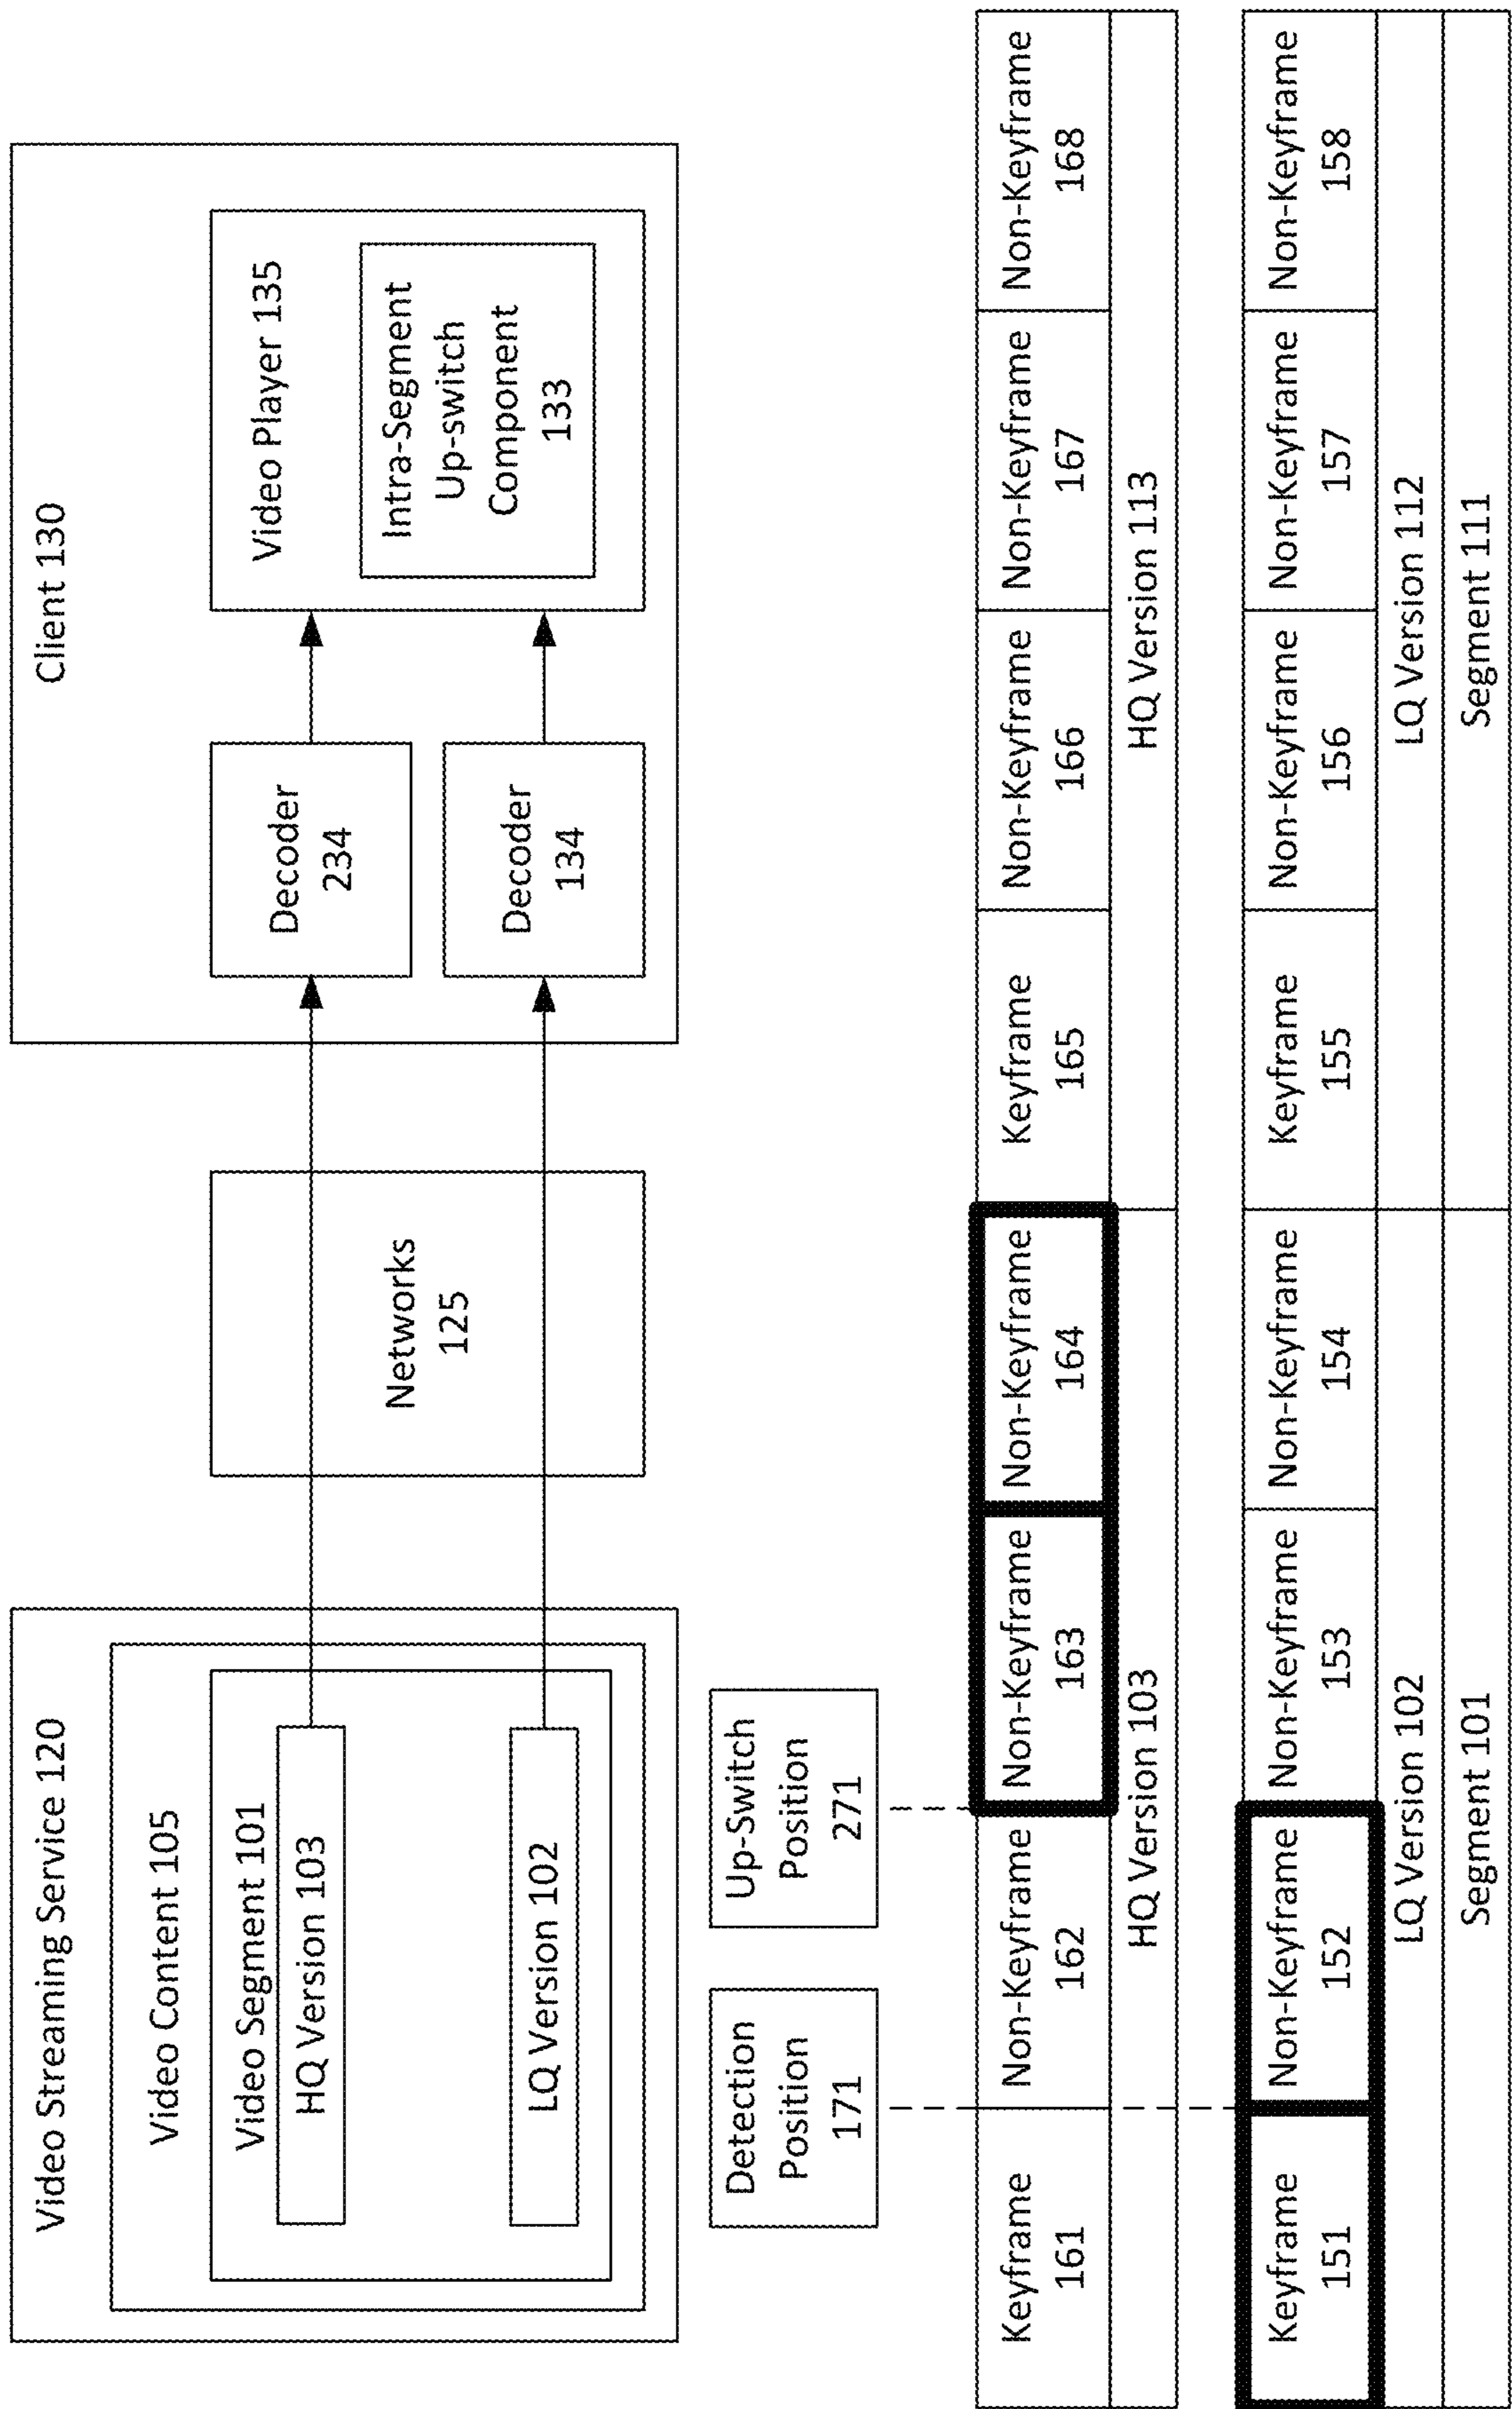 Video Streaming Service 120
Video Content 105
Video Segment 101
HQ Version 103
LQ Version 102
Networks
125
Client 130
Decoder
234
Decoder
134
Video Player 135
Intra-Segment
Up-switch
Component
133
Detection
Position
171
Up-Switch
Position
271
Keyframe
161
Non-Keyframe
162
Non-Keyframe
163
Non-Keyframe
164
Keyframe
165
Non-Keyframe
166
Non-Keyframe
167
Non-Keyframe
168
HQ Version 103
HQ Version 113
Keyframe
151
Non-Keyframe
152
Non-Keyframe
153
Non-Keyframe
154
Keyframe
155
Non-Keyframe
156
Non-Keyframe
157
Non-Keyframe
158
LQ Version 102
LQ Version 112
Segment 101
Segment 111